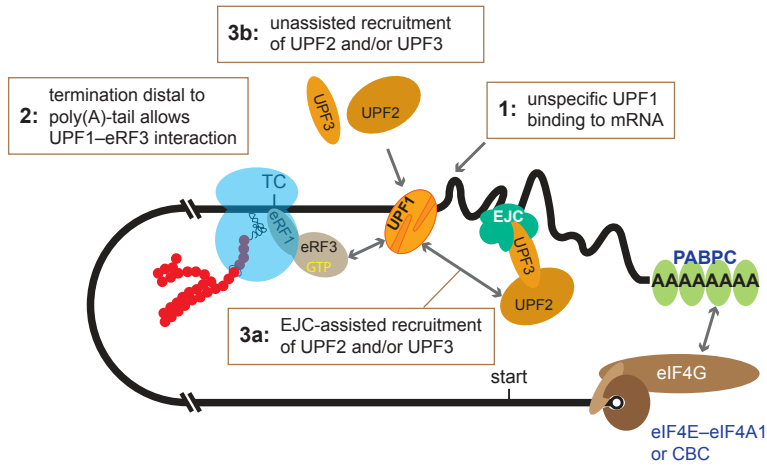 3b: unassisted recruitment
of UPF2 and/or UPF3
2: termination distal to
poly(A)-tail allows
UPF1–eRF3 interaction
1: unspecific UPF1
binding to mRNA
UPF3
UPF2
TC
eRF1
eRF3
GTP
UPF1
EJC
UPF3
UPF2
PABPC
AAAAAAAA
3a: EJC-assisted recruitment
of UPF2 and/or UPF3
start
eIF4G
eIF4E–eIF4A1
or CBC